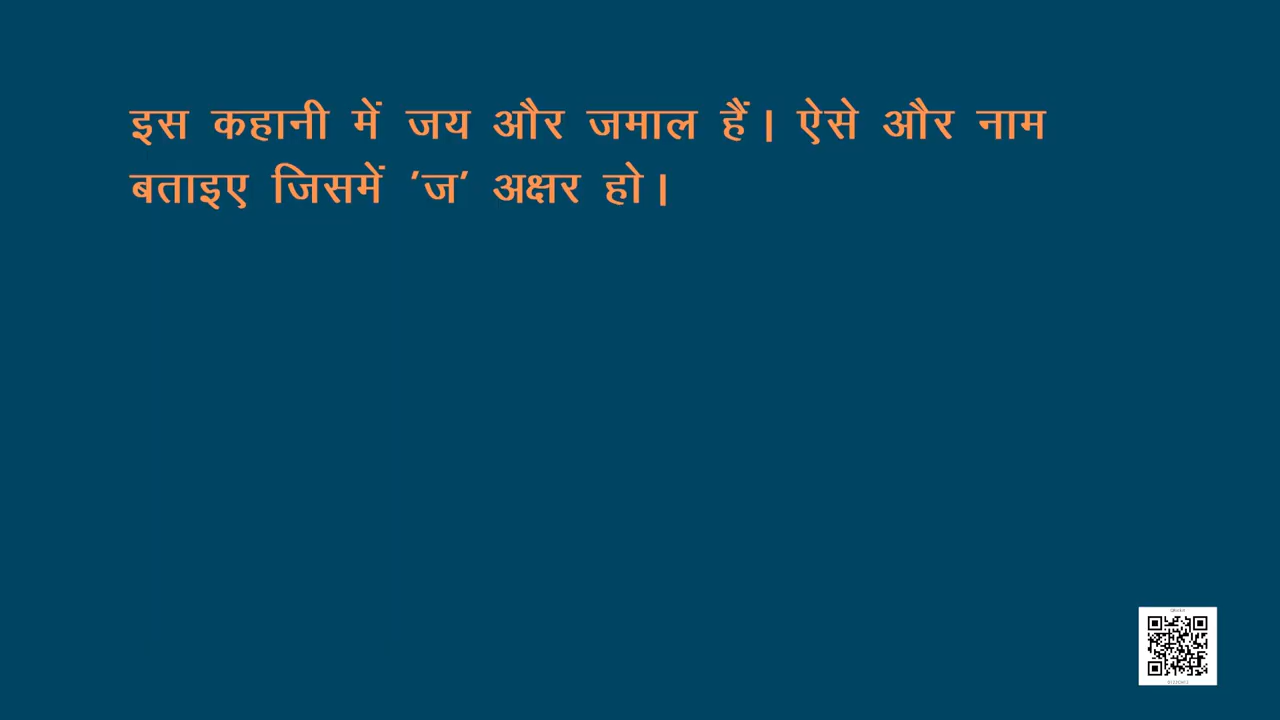 इस कहानी में जय और जमाल हैं। ऐसे और नाम
बताइए जिसमें 'ज' अक्षर हो।